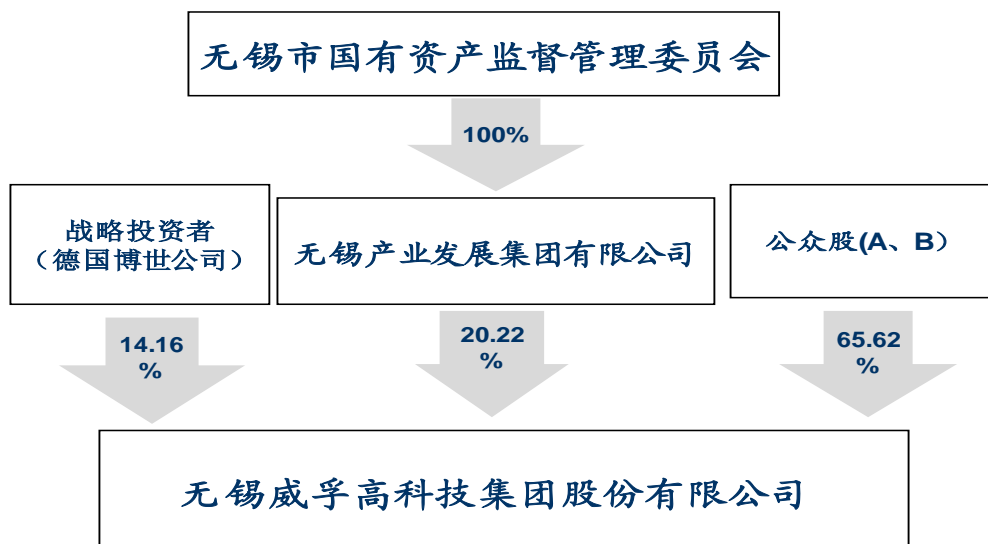 无锡市国有资产监督管理委员会
100%
战略投资者
（德国博世公司）
无锡产业发展集团有限公司
公众股(A、B）
14.16
%
20.22
%
65.62
%
无锡威孚高科技集团股份有限公司